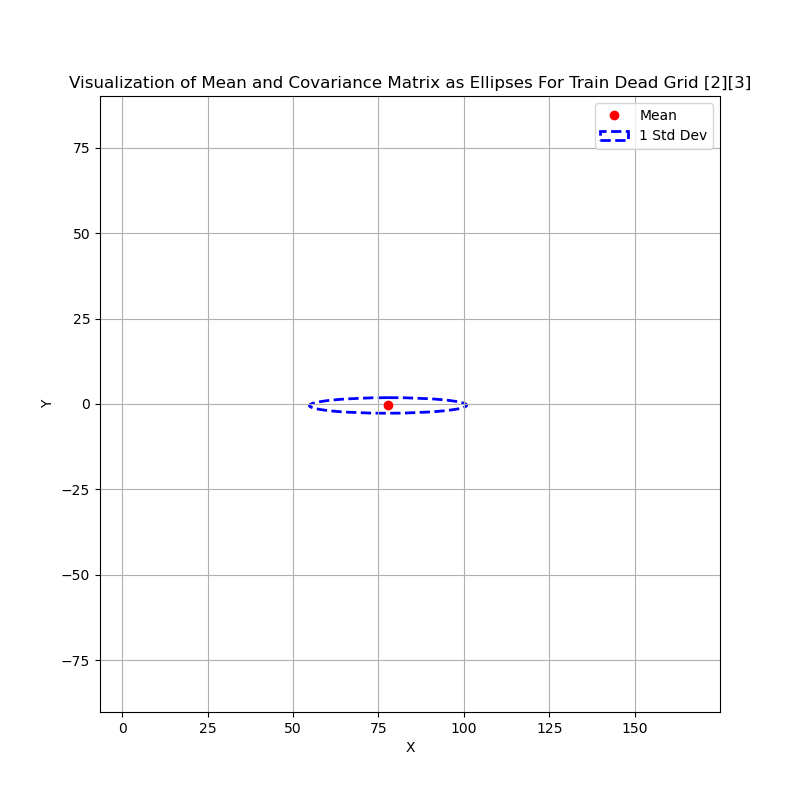 Visualization of Mean and Covariance Matrix as Ellipses For Train Dead Grid [2][3]
Mean
1 Std Dev
75
50
25
0
−25
−50
−75
Y
0 25 50 75 100 125 150
X